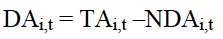 DAi,t = TAi,t –NDAi,t